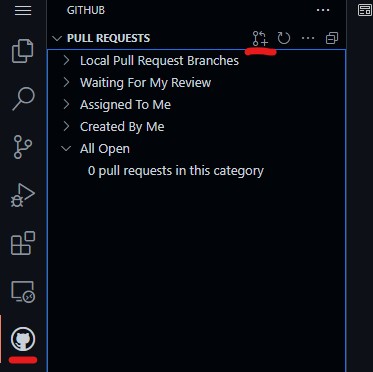 GITHUB
PULL REQUESTS
Local Pull Request Branches
Waiting For My Review
Assigned To Me
Created By Me
All Open
0 pull requests in this category